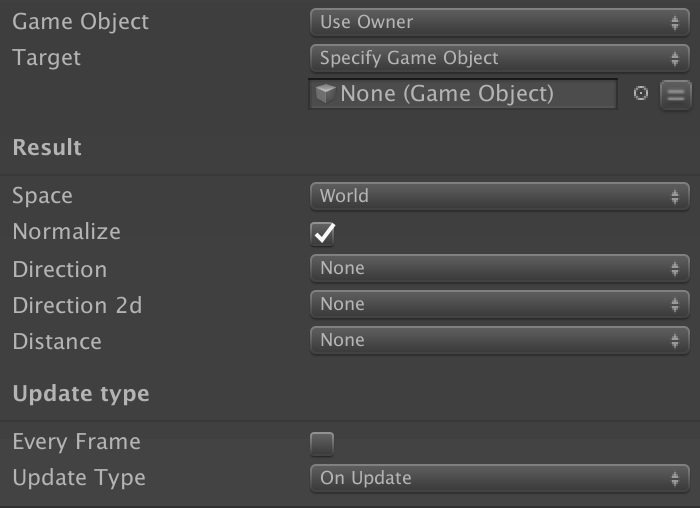 Game Object Use Owner
Target Specify Game Object
None (Game Object)
Result
Space World
Normalize
Direction None
Direction 2d None
Distance None
Update type
Every Frame
Update Type On Update